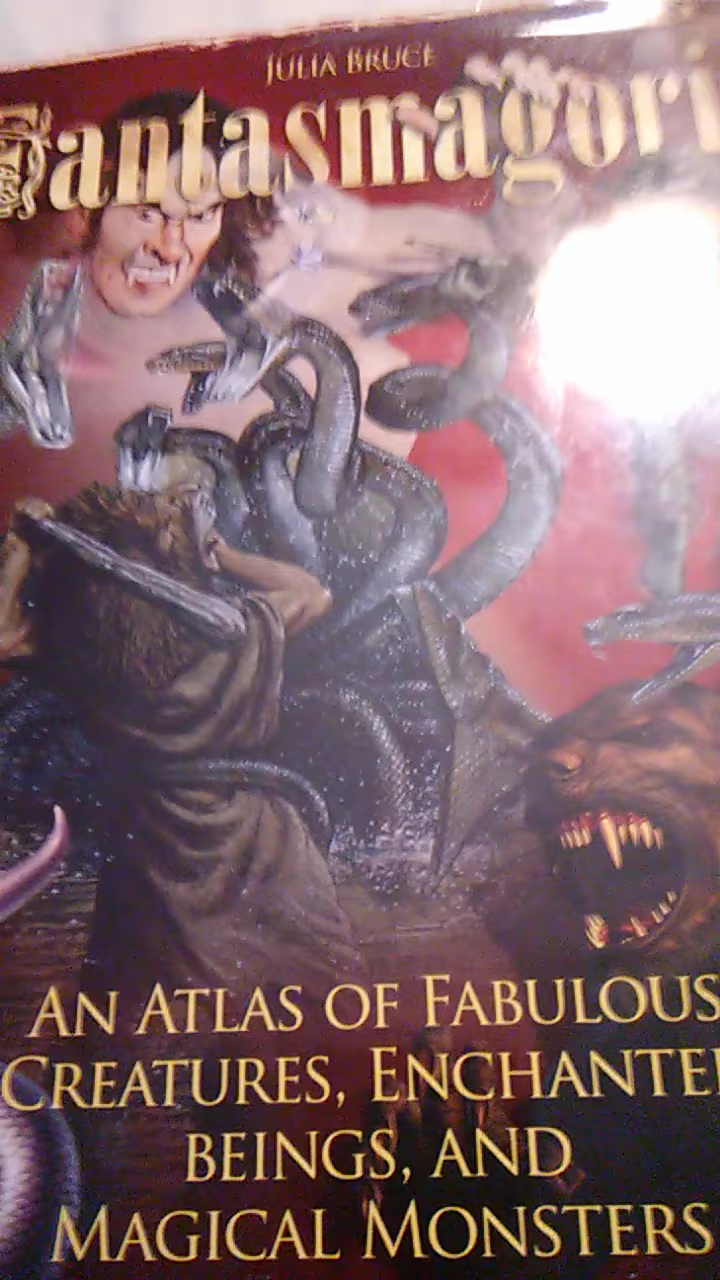 JULIA BRUCE
Fantasmagori
AN ATLAS OF FABULOUS
CREATURES, ENCHANTE
BEINGS, AND
MAGICAL MONSTERS